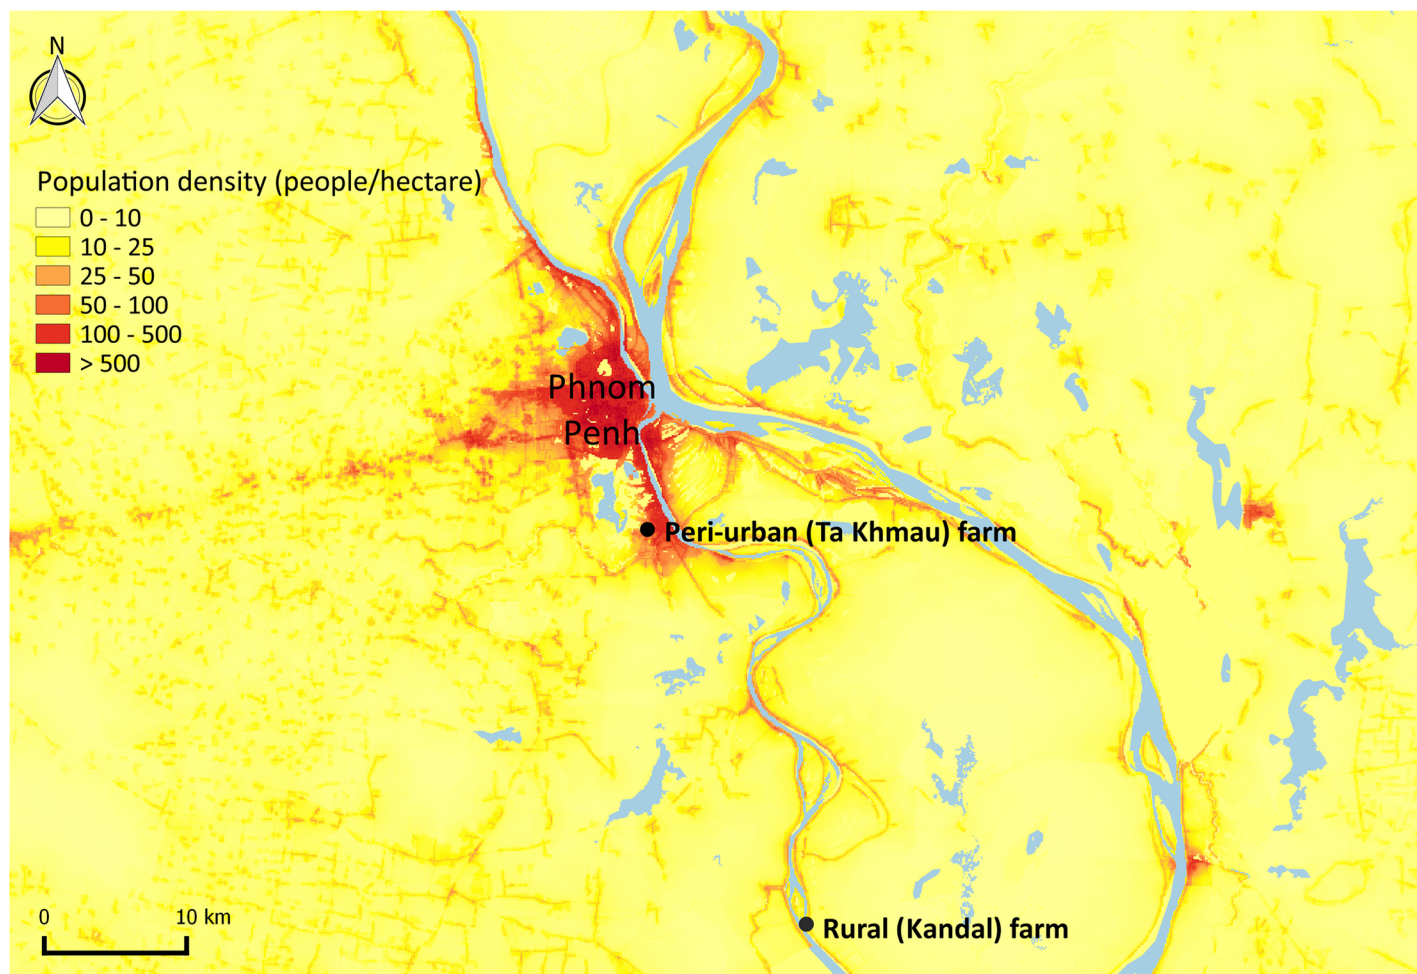 N
Population density (people/hectare)
0 - 10
10 - 25
25 - 50
50 - 100
100 - 500
> 500
Phnom
Penh
Peri-urban (Ta Khmau) farm
0 10 km
Rural (Kandal) farm